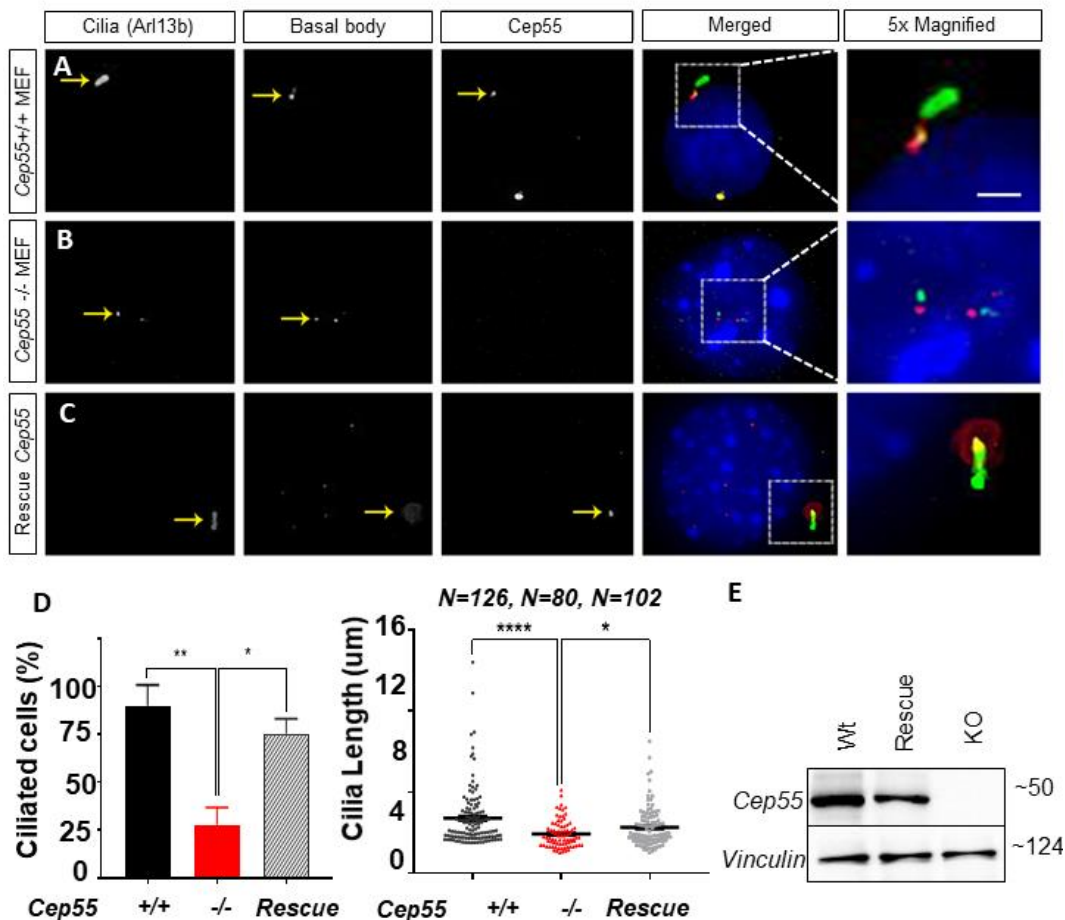 Cilia (Arl13b) Basal body Cep55 Merged 5x Magnified
A
Cep55+/+ MEF
B
Cep55 -/- MEF
C
Rescue Cep55
D
Ciliated cells (%)
100
75
50
25
0
** *
Cep55 +/+ -/- Rescue
N=126, N=80, N=102
Cilia Length (um)
16
12
8
4
0
**** *
Cep55 +/+ -/- Rescue
E
Wt Rescue KO
Cep55 ~50
Vinculin ~124